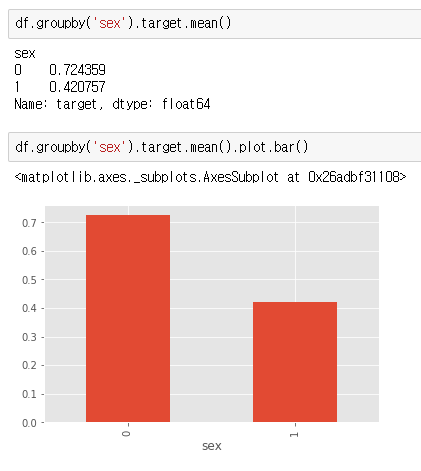 df.groupby('sex').target.mean()
sex
0    0.724359
1    0.420757
Name: target, dtype: float64
df.groupby('sex').target.mean().plot.bar()
<matplotlib.axes._subplots.AxesSubplot at 0x26adbf31108>
0.7
0.6
0.5
0.4
0.3
0.2
0.1
0.0
0
1
sex